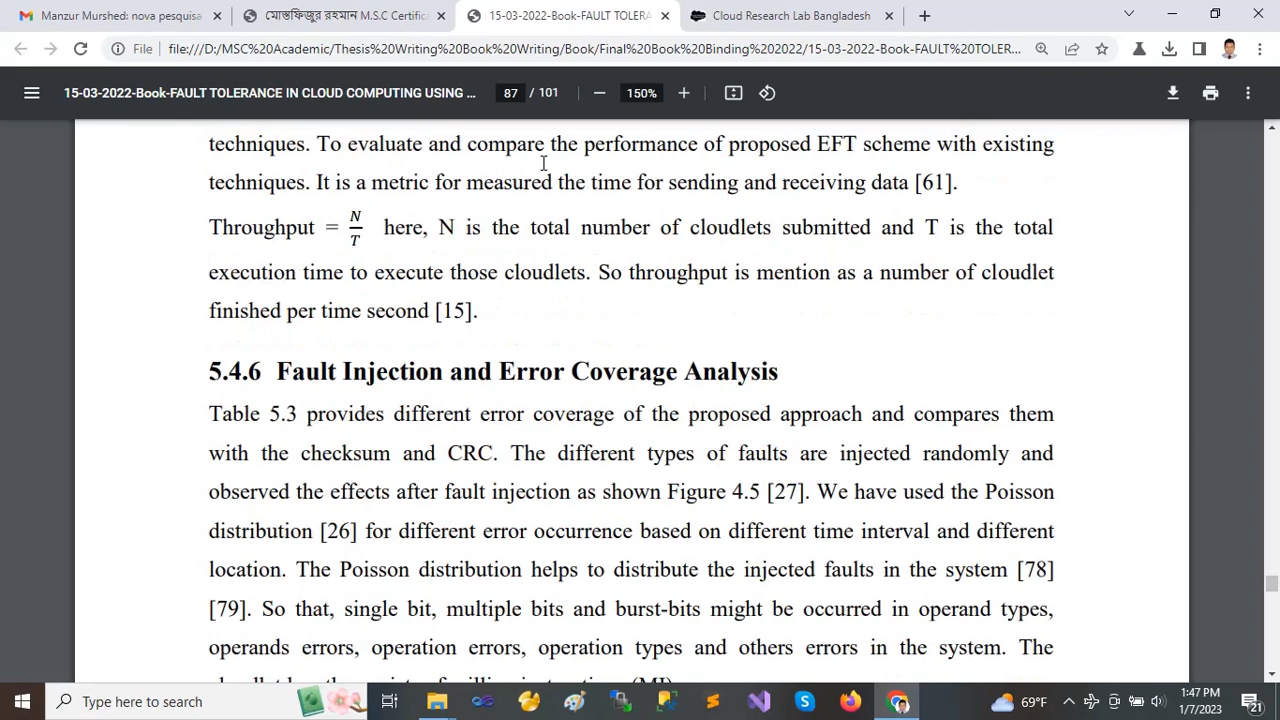 Manzur Murshed: nova pesquisa
মোস্তফিজুর রহমান M.S.C Certific
15-03-2022-Book-FAULT TOLERA
Cloud Research Lab Bangladesh
File
file:///D:/MSC%20Academic/Thesis%20Writing%20Book%20Writing/Book/Final%20Book%20Binding%202022/15-03-2022-Book-FAULT%20TOLER...
15-03-2022-Book-FAULT TOLERANCE IN CLOUD COMPUTING USING ...
87 / 101
150%
techniques. To evaluate and compare the performance of proposed EFT scheme with existing
techniques. It is a metric for measured the time for sending and receiving data [61].
Throughput = N/T here, N is the total number of cloudlets submitted and T is the total
execution time to execute those cloudlets. So throughput is mention as a number of cloudlet
finished per time second [15].
5.4.6 Fault Injection and Error Coverage Analysis
Table 5.3 provides different error coverage of the proposed approach and compares them
with the checksum and CRC. The different types of faults are injected randomly and
observed the effects after fault injection as shown Figure 4.5 [27]. We have used the Poisson
distribution [26] for different error occurrence based on different time interval and different
location. The Poisson distribution helps to distribute the injected faults in the system [78]
[79]. So that, single bit, multiple bits and burst-bits might be occurred in operand types,
operands errors, operation errors, operation types and others errors in the system. The
Type here to search
69°F
1:47 PM
1/7/2023
21